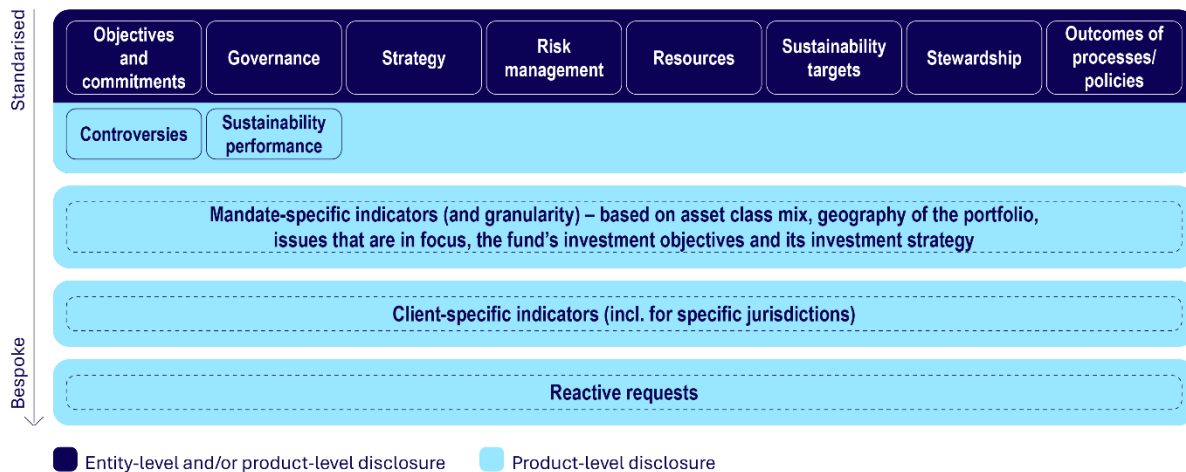 Standarised
Objectives
and
commitments
Governance
Strategy
Risk
management
Resources
Sustainability
targets
Stewardship
Outcomes of
processes/
policies
Controversies
Sustainability
performance
Mandate-specific indicators (and granularity) – based on asset class mix, geography of the portfolio,
issues that are in focus, the fund’s investment objectives and its investment strategy
Client-specific indicators (incl. for specific jurisdictions)
Bespoke
Reactive requests
Entity-level and/or product-level disclosure
Product-level disclosure